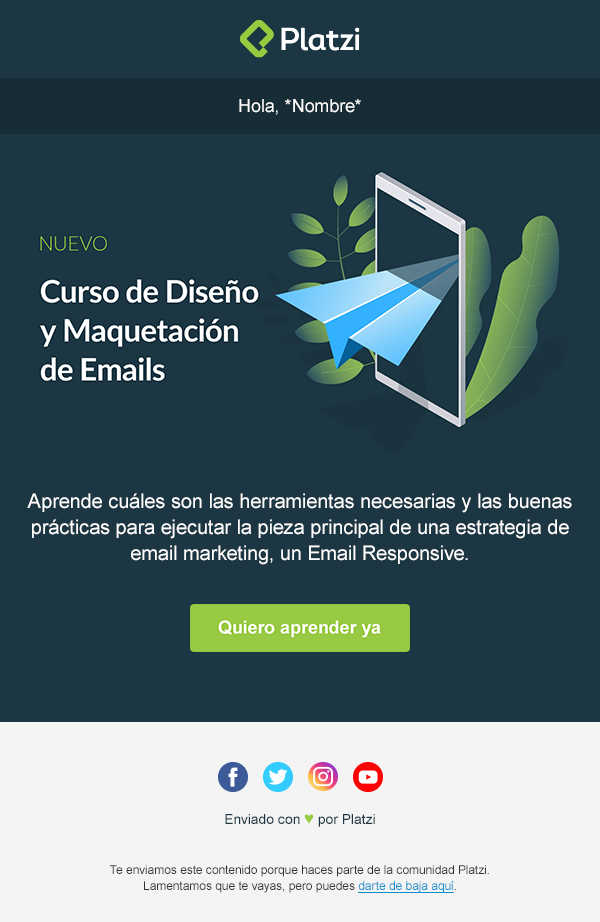 Platzi
Hola, *Nombre*
NUEVO
Curso de Diseño
y Maquetación
de Emails
Aprende cuáles son las herramientas necesarias y las buenas
prácticas para ejecutar la pieza principal de una estrategia de
email marketing, un Email Responsive.
Quiero aprender ya
Enviado con ♥ por Platzi
Te enviamos este contenido porque haces parte de la comunidad Platzi.
Lamentamos que te vayas, pero puedes darte de baja aquí.